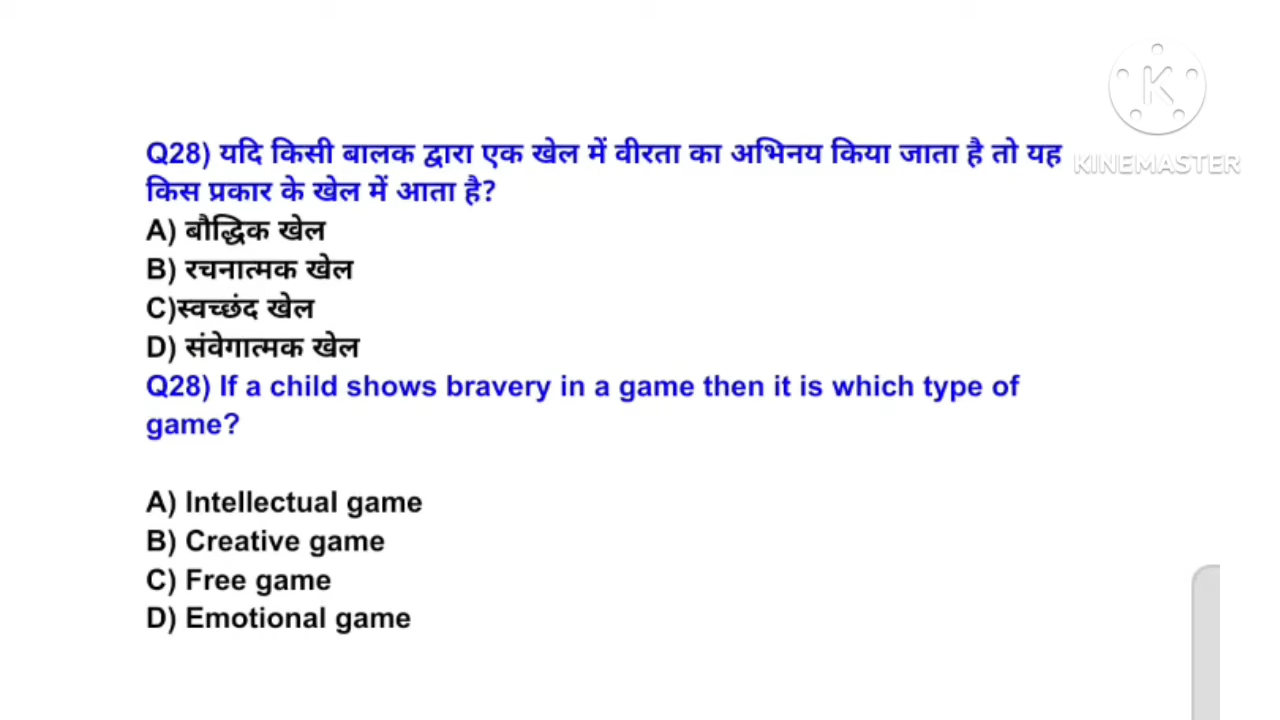 Q28) यदि किसी बालक द्वारा एक खेल में वीरता का अभिनय किया जाता है तो यह
किस प्रकार के खेल में आता है?
A) बौद्धिक खेल
B) रचनात्मक खेल
C)स्वच्छंद खेल
D) संवेगात्मक खेल
Q28) If a child shows bravery in a game then it is which type of
game?
A) Intellectual game
B) Creative game
C) Free game
D) Emotional game
K
KINEMASTER